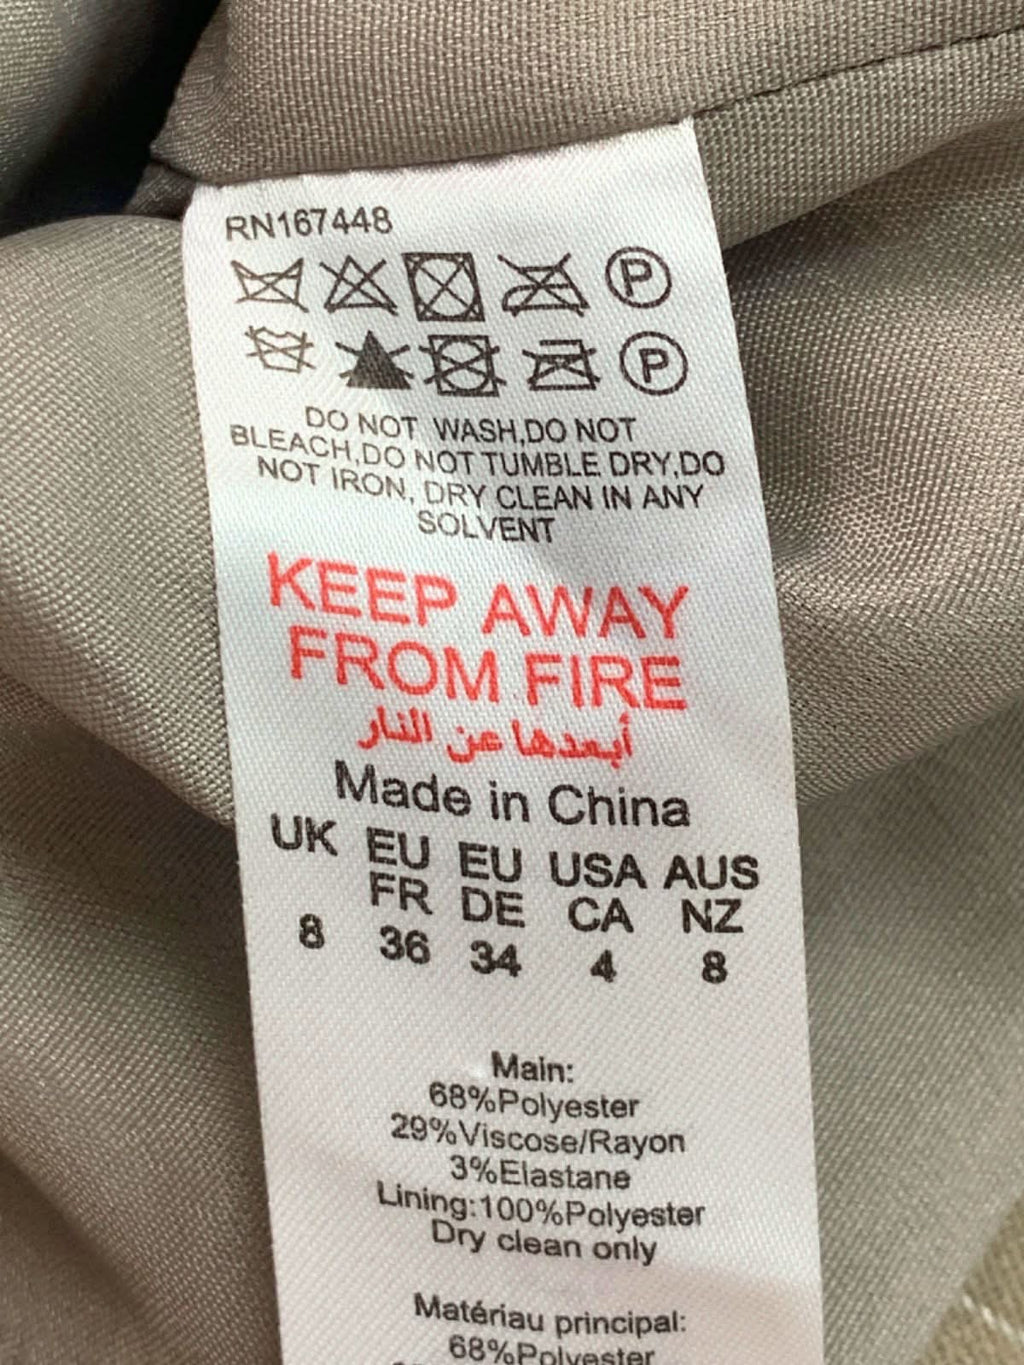 RN167448
P
P
DO NOT WASH,DO NOT
BLEACH,DO NOT TUMBLE DRY,DO
NOT IRON, DRY CLEAN IN ANY
SOLVENT
KEEP AWAY
FROM FIRE
أبعدها عن النار
Made in China
UK EU EU USA AUS
FR DE CA NZ
8 36 34 4 8
Main:
68%Polyester
29%Viscose/Rayon
3%Elastane
Lining:100%Polyester
Dry clean only
Matériau principal:
68%Polyester